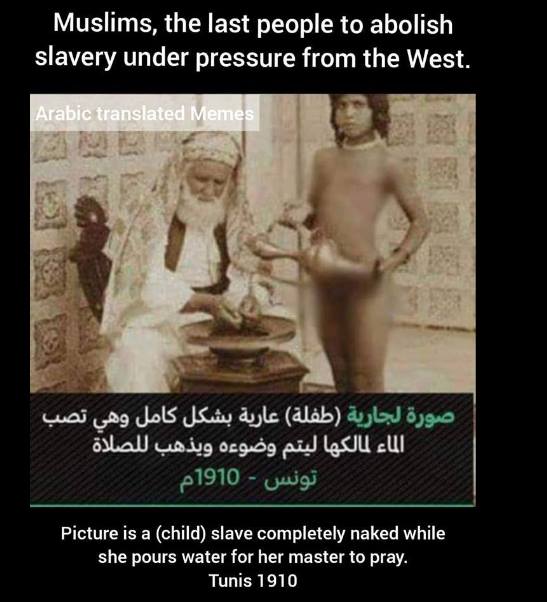 Muslims, the last people to abolish
slavery under pressure from the West.
Arabic translated Memes
صورة لجارية (طفلة) عارية بشكل كامل وهي تصب
الماء لمالكها ليتم وضوءه ويذهب للصلاة
تونس - 1910م
Picture is a (child) slave completely naked while
she pours water for her master to pray.
Tunis 1910